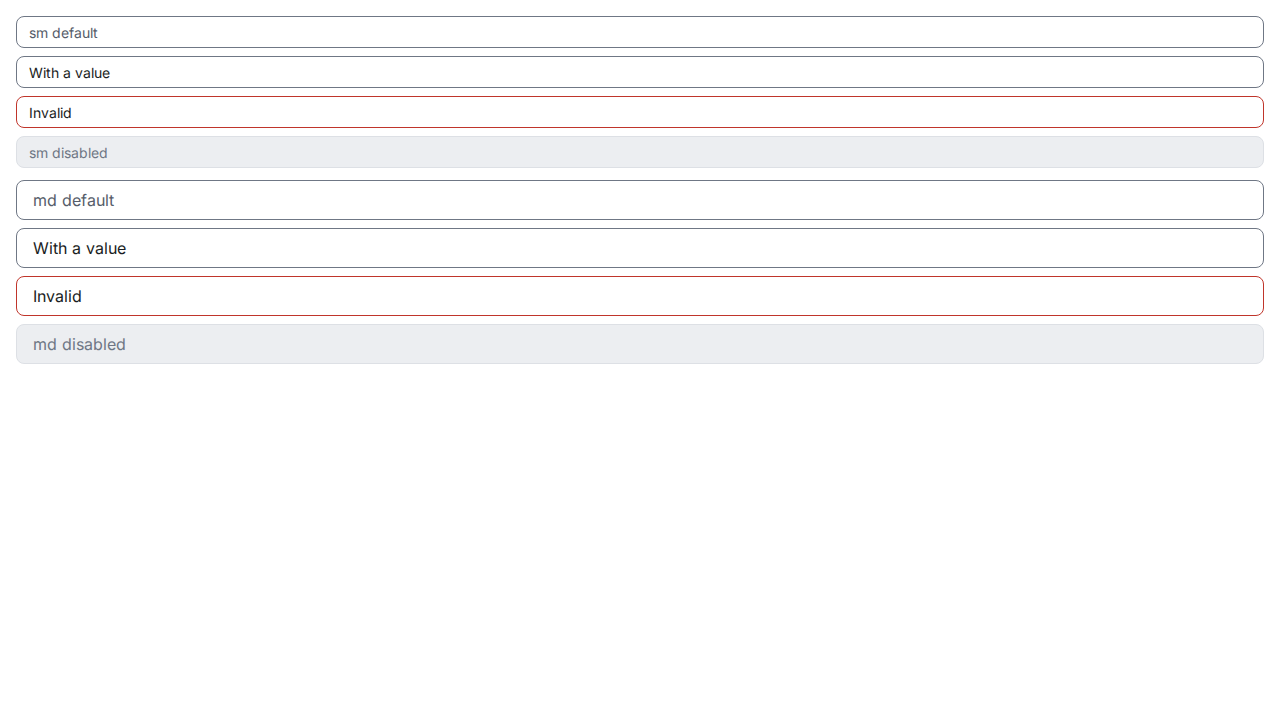 sm default
With a value
Invalid
sm disabled
md default
With a value
Invalid
md disabled